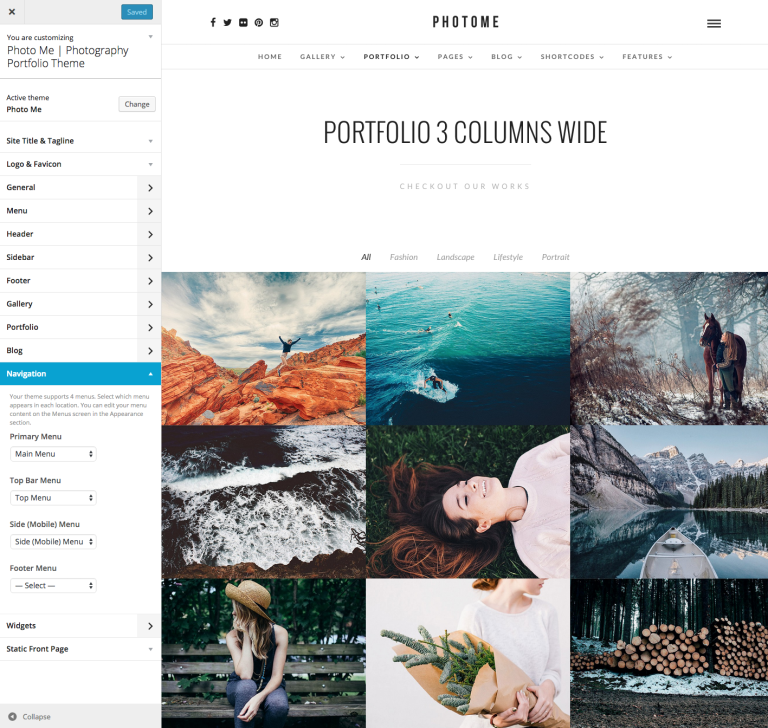 Saved
You are customizing
Photo Me | Photography
Portfolio Theme
Active theme
Photo Me
Change
Site Title & Tagline
Logo & Favicon
General
Menu
Header
Sidebar
Footer
Gallery
Portfolio
Blog
Navigation
Your theme supports 4 menus. Select which menu
appears in each location. You can edit your menu
content on the Menus screen in the Appearance
section.
Primary Menu
Main Menu
Top Bar Menu
Top Menu
Side (Mobile) Menu
Side (Mobile) Menu
Footer Menu
— Select —
Widgets
Static Front Page
Collapse
PHOTOME
HOME GALLERY PORTFOLIO PAGES BLOG SHORTCODES FEATURES
PORTFOLIO 3 COLUMNS WIDE
CHECKOUT OUR WORKS
All Fashion Landscape Lifestyle Portrait